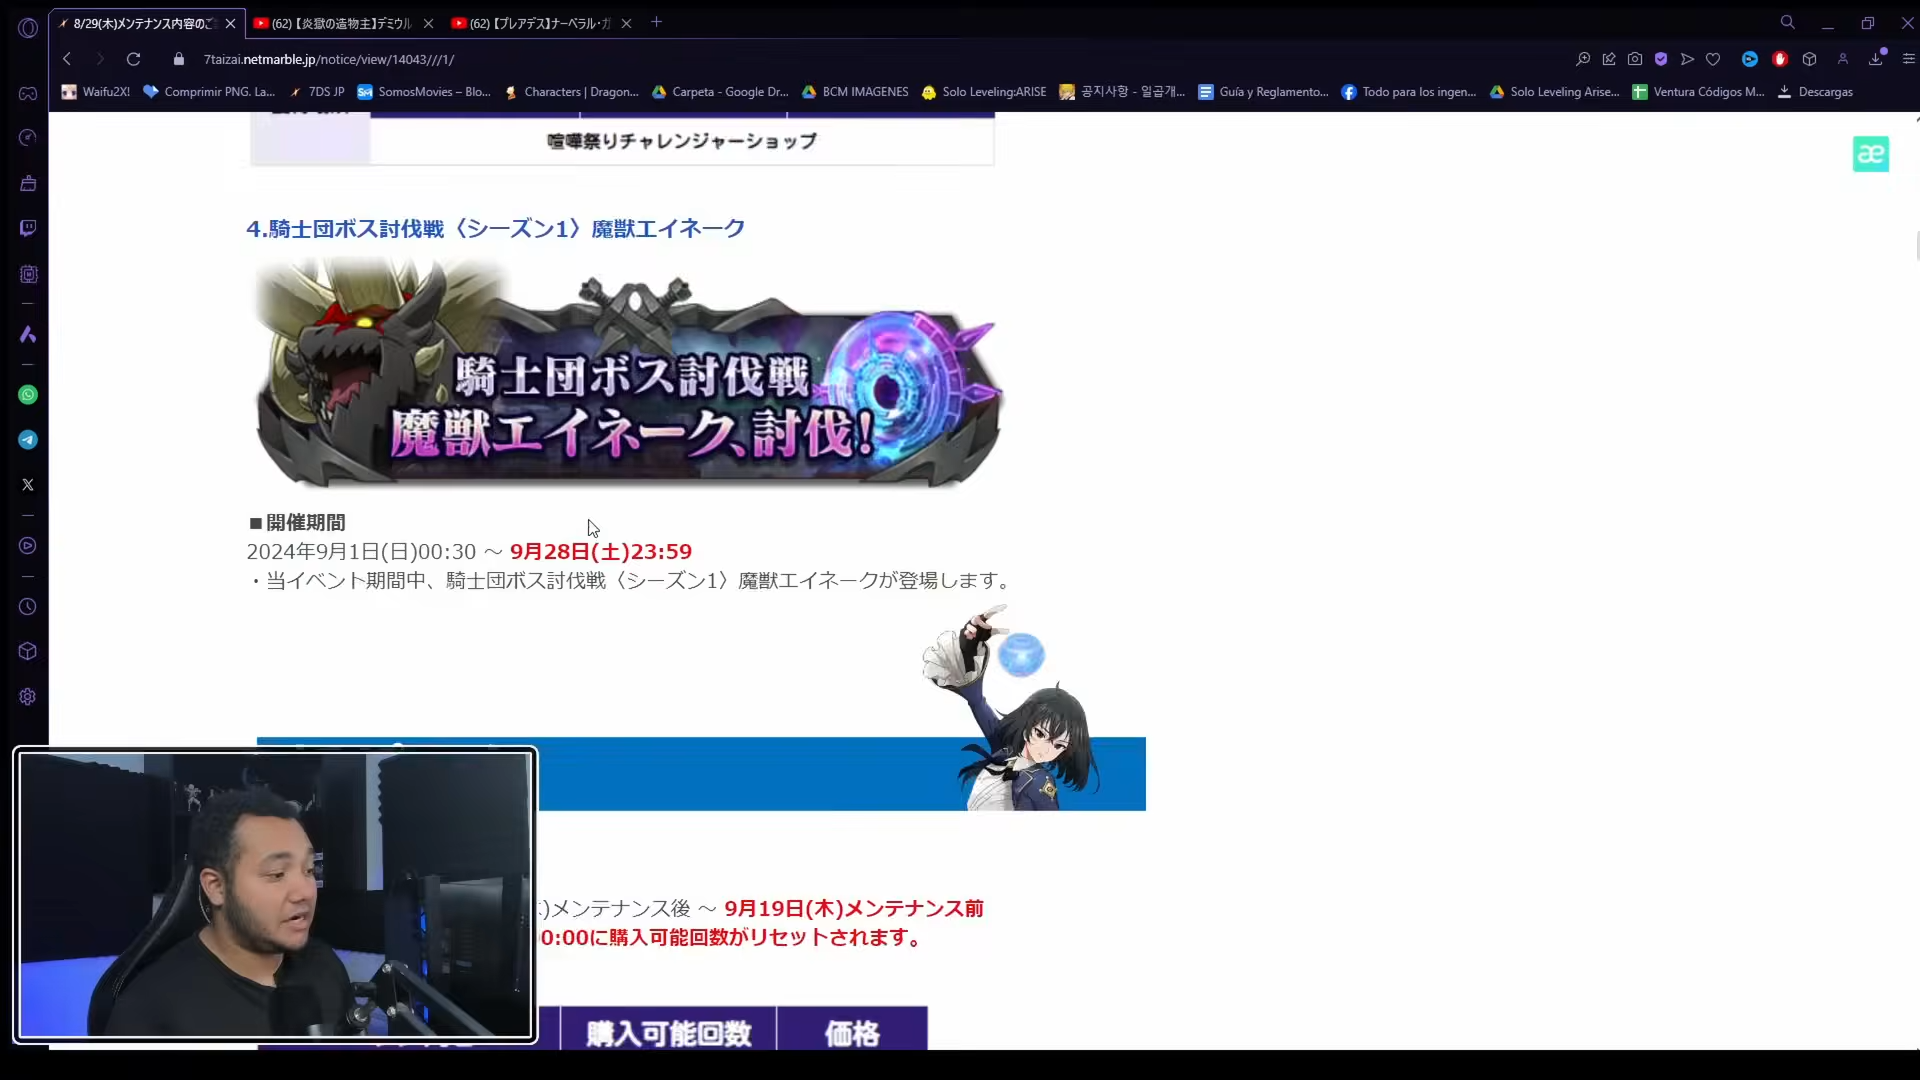 8/29(木)メンテナンス内容のご
(62)【炎獄の造物主】デミウル
(62)【プレアデス】ナーベラル・ガ
7taizai.netmarble.jp/notice/view/14043///1/
Waifu2X!
Comprimir PNG. La...
7DS JP
SomosMovies – Blo...
Characters | Dragon...
Carpeta - Google Dr...
BCM IMAGENES
Solo Leveling:ARISE
공지사항 - 일곱개...
Guía y Reglamento...
Todo para los ingen...
Solo Leveling Arise...
Ventura Códigos M...
Descargas
喧嘩祭りチャレンジャーショップ
æ
4.騎士団ボス討伐戦〈シーズン1〉魔獣エイネーク
騎士団ボス討伐戦
魔獣エイネーク、討伐!
■開催期間
2024年9月1日(日)00:30 ～ 9月28日(土)23:59
・当イベント期間中、騎士団ボス討伐戦〈シーズン1〉魔獣エイネークが登場します。
)メンテナンス後 ～ 9月19日(木)メンテナンス前
0:00に購入可能回数がリセットされます。
購入可能回数
価格